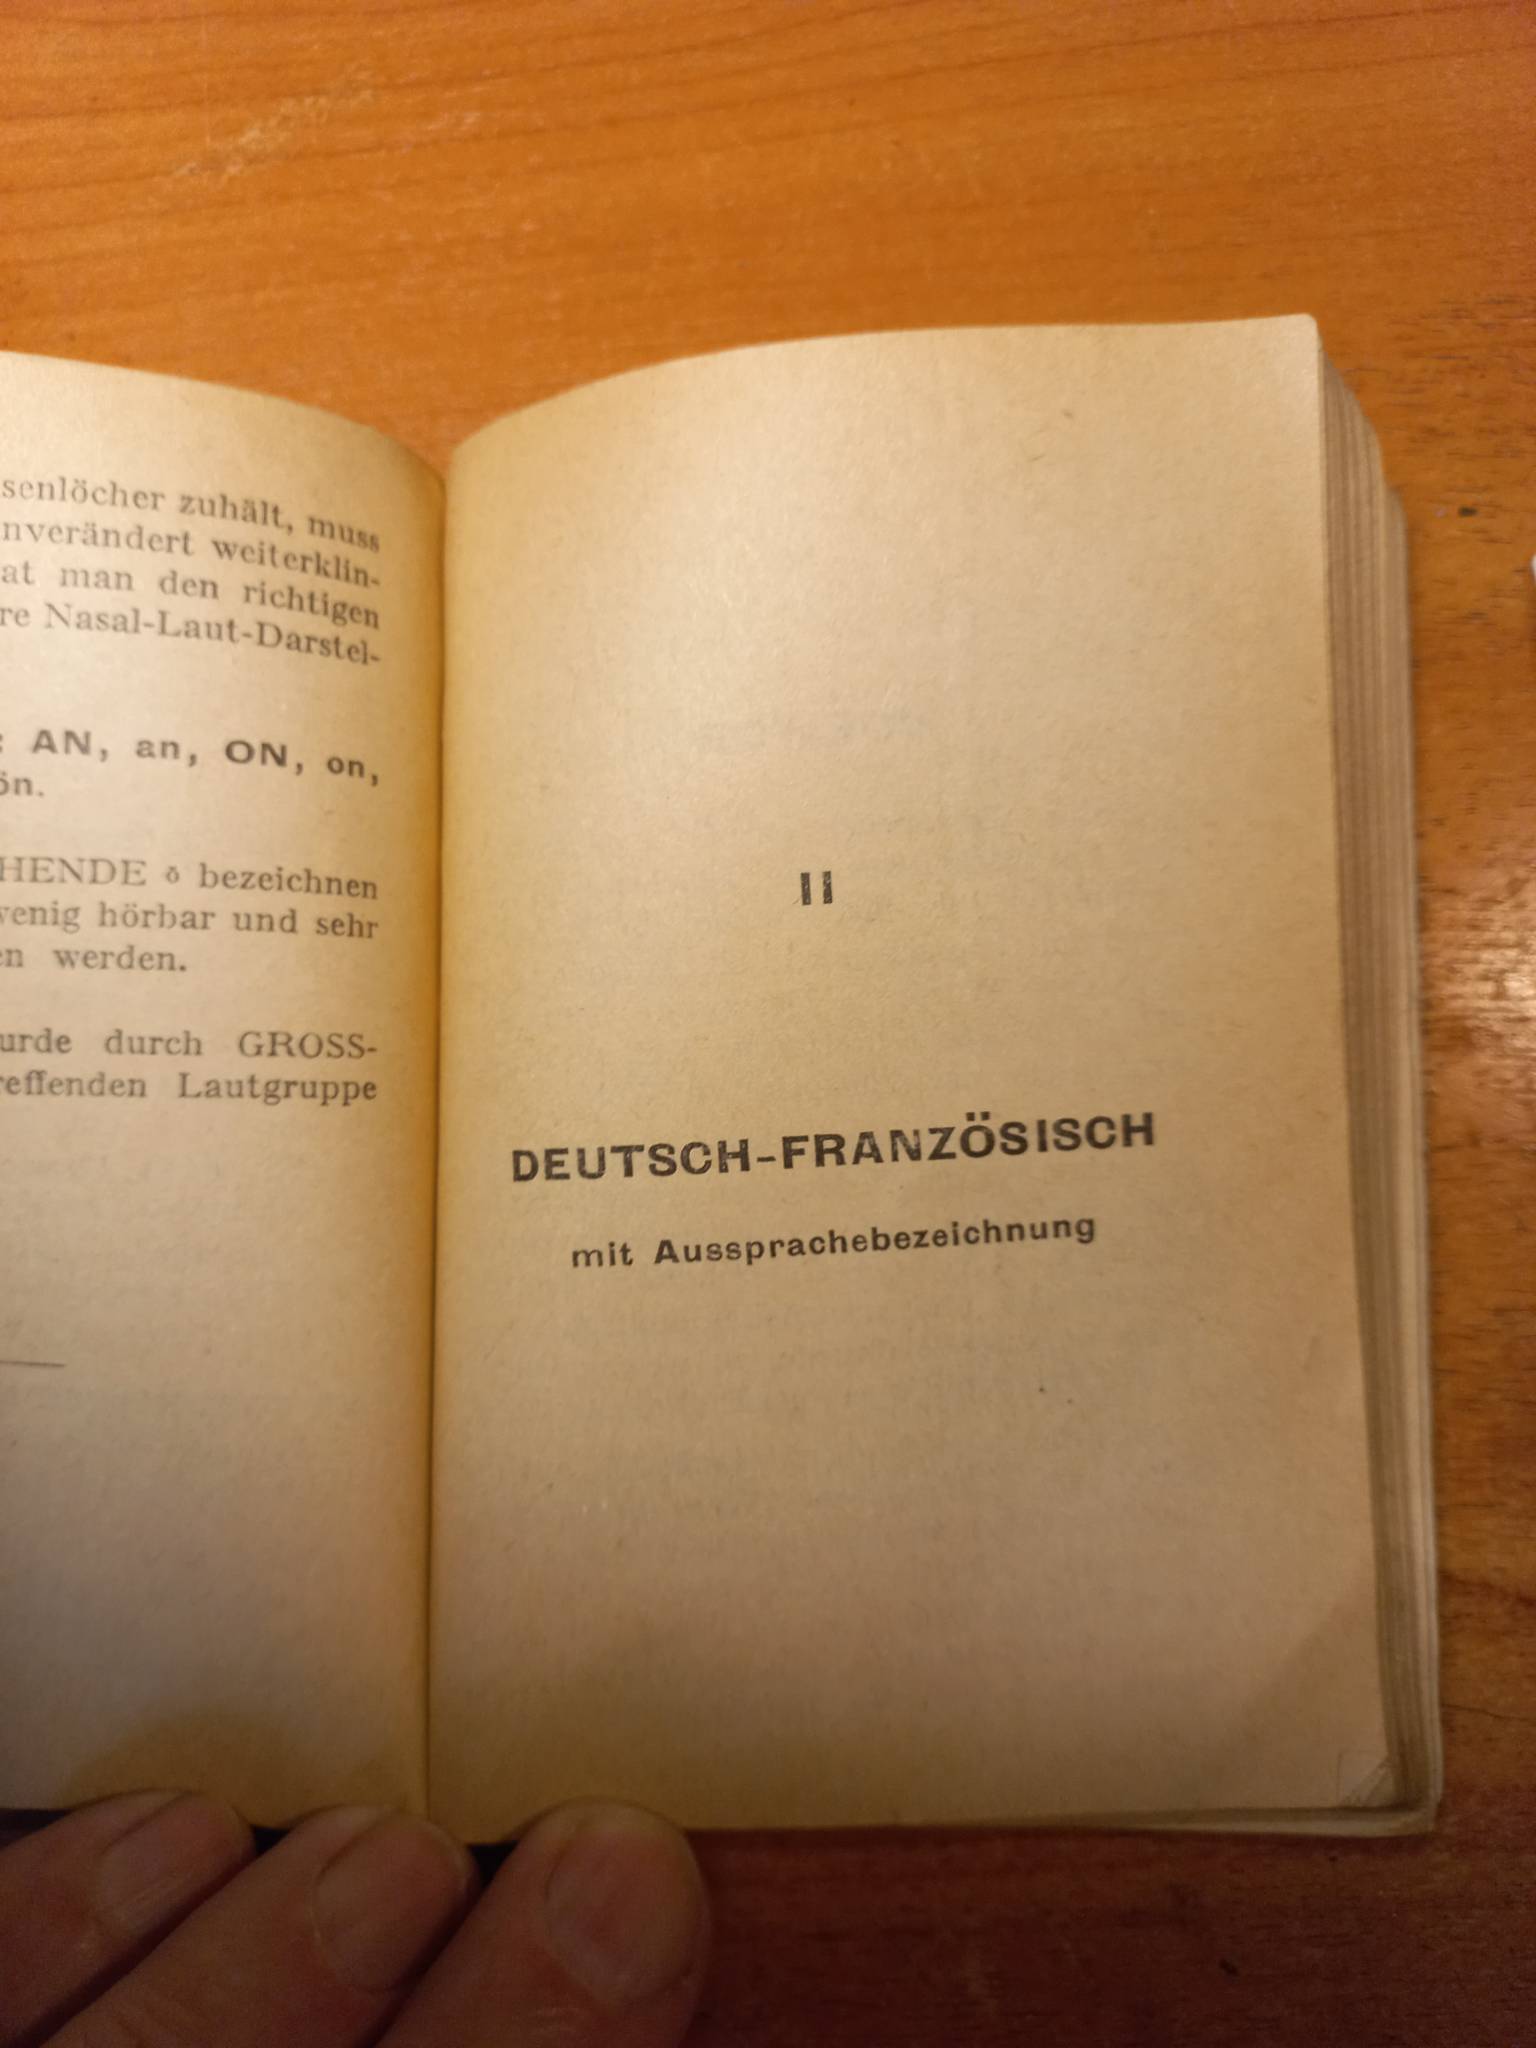 senlöcher zuhält, muss
nverändert weiterklin-
at man den richtigen
re Nasal-Laut-Darstel-
: AN, an, ON, on,
ön.
HENDE ö bezeichnen
wenig hörbar und sehr
en werden.
urde durch GROSS-
reffenden Lautgruppe
II
DEUTSCH-FRANZÖSISCH
mit Aussprachebezeichnung